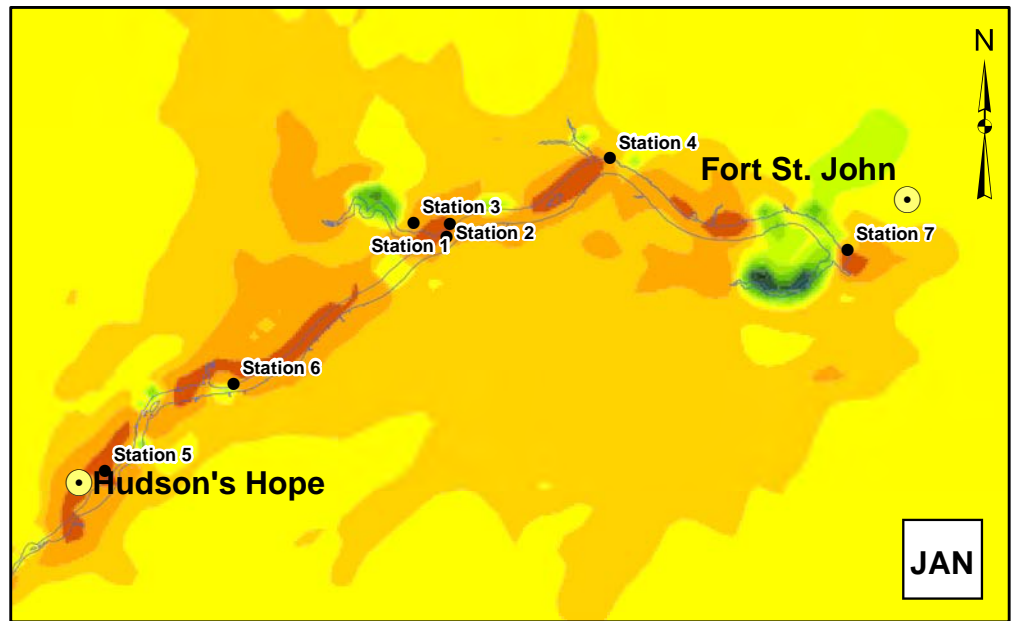 N
Station 4
Fort St. John
Station 3
Station 1
Station 2
Station 7
Station 6
Station 5
Hudson's Hope
JAN